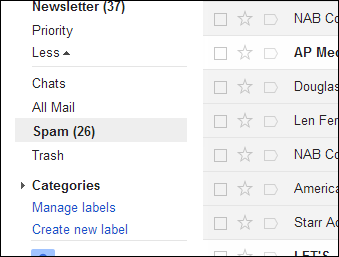 Newsletter (37)
Priority
Less
Chats
All Mail
Spam (26)
Trash
Categories
Manage labels
Create new label
NAB Co
AP Med
Douglas
Len Fer
NAB Co
America
Starr Ad
LET'S